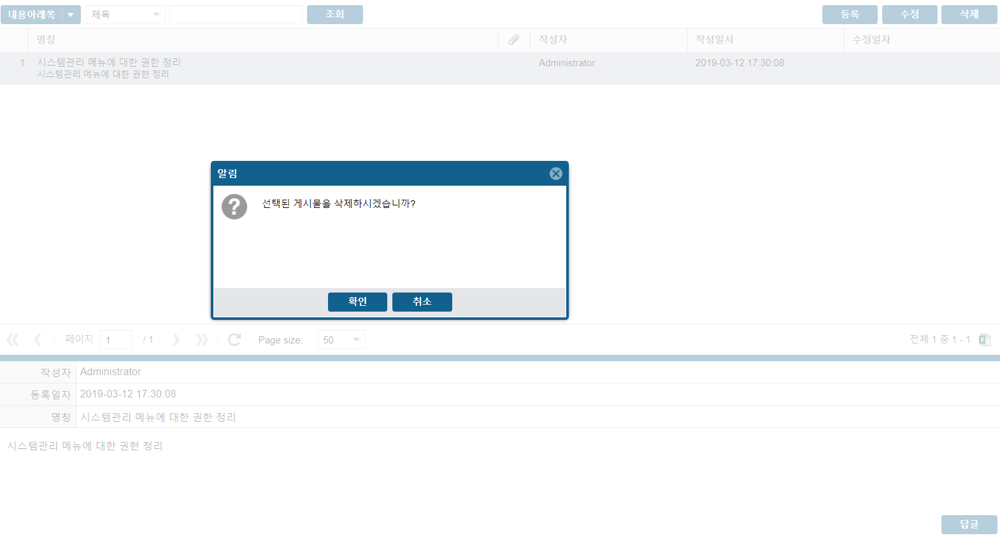 내용아래쪽 제목 조회 등록 수정 삭제
명칭 작성자 작성일시 수정일자
1 시스템관리 메뉴에 대한 권한 정리 Administrator 2019-03-12 17:30:08
시스템관리 메뉴에 대한 권한 정리
알림
선택된 게시물을 삭제하시겠습니까?
확인 취소
페이지 1 / 1 Page size: 50 전체 1 중 1 - 1
작성자 Administrator
등록일자 2019-03-12 17:30:08
명칭 시스템관리 메뉴에 대한 권한 정리
시스템관리 메뉴에 대한 권한 정리
답글